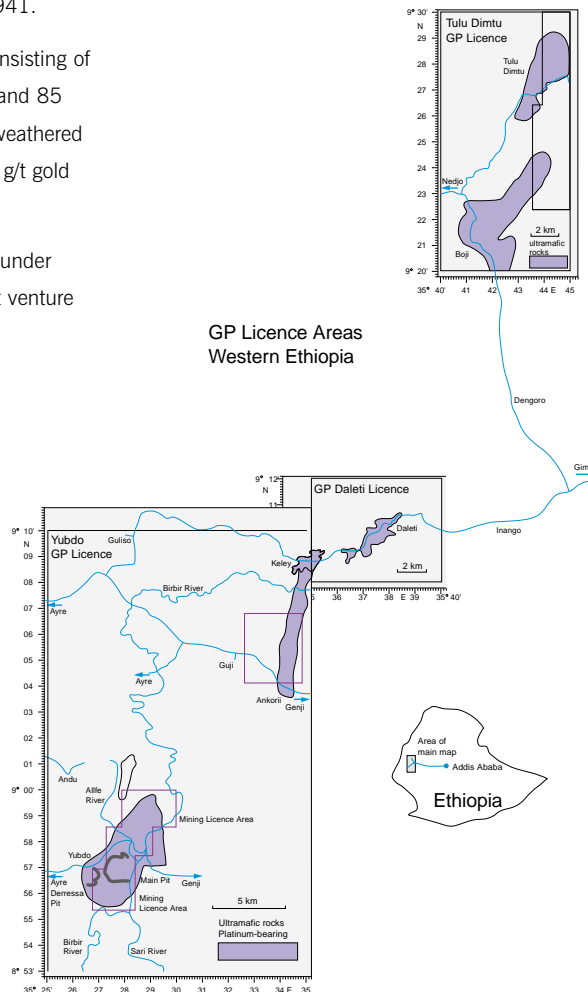 941.
nsisting of
and 85
weathered
g/t gold
under
t venture
GP Licence Areas
Western Ethiopia
9° 30'
N
29
28
27
26
25
24
23
22
21
9° 20'
35° 40'
41
42
43
44 E
45
Tulu Dimtu
GP Licence
Tulu
Dimtu
Nedjo
Boji
2 km
ultramafic
rocks
Dengoro
Gim
Inango
9° 12'
N
11
GP Daleti Licence
Daleti
2 km
5
36
37
38
E
39
35° 40'
9° 10'
N
09
08
07
06
05
04
03
02
01
9° 00'
59
58
57
56
55
54
8° 53'
Yubdo
GP Licence
Guliso
Keley
Birbir River
Ayre
Guji
Ayre
Ankorii
Genji
Andu
Allfe
River
Mining Licence Area
Yubdo
Ayre
Derressa
Pit
Main Pit
Genji
Mining
Licence Area
Birbir
River
Sari River
5 km
Ultramafic rocks
Platinum-bearing
35° 25'
26
27
28
29
30
31
32
33
34 E
35
Area of
main map
Addis Ababa
Ethiopia